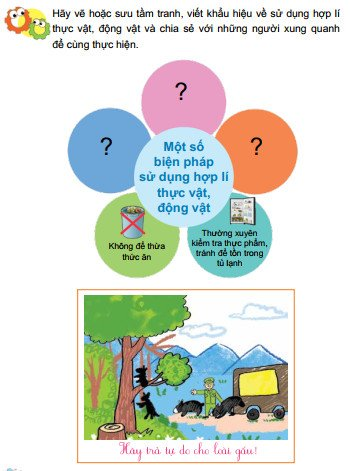 Hãy vẽ hoặc sưu tầm tranh, viết khẩu hiệu về sử dụng hợp lí
thực vật, động vật và chia sẻ với những người xung quanh
để cùng thực hiện.
?
?
?
Một số
biện pháp
sử dụng hợp lí
thực vật,
động vật
Không để thừa
thức ăn
Thường xuyên
kiểm tra thực phẩm,
tránh để tồn trong
tủ lạnh
Hãy trả tự do cho loài gấu!